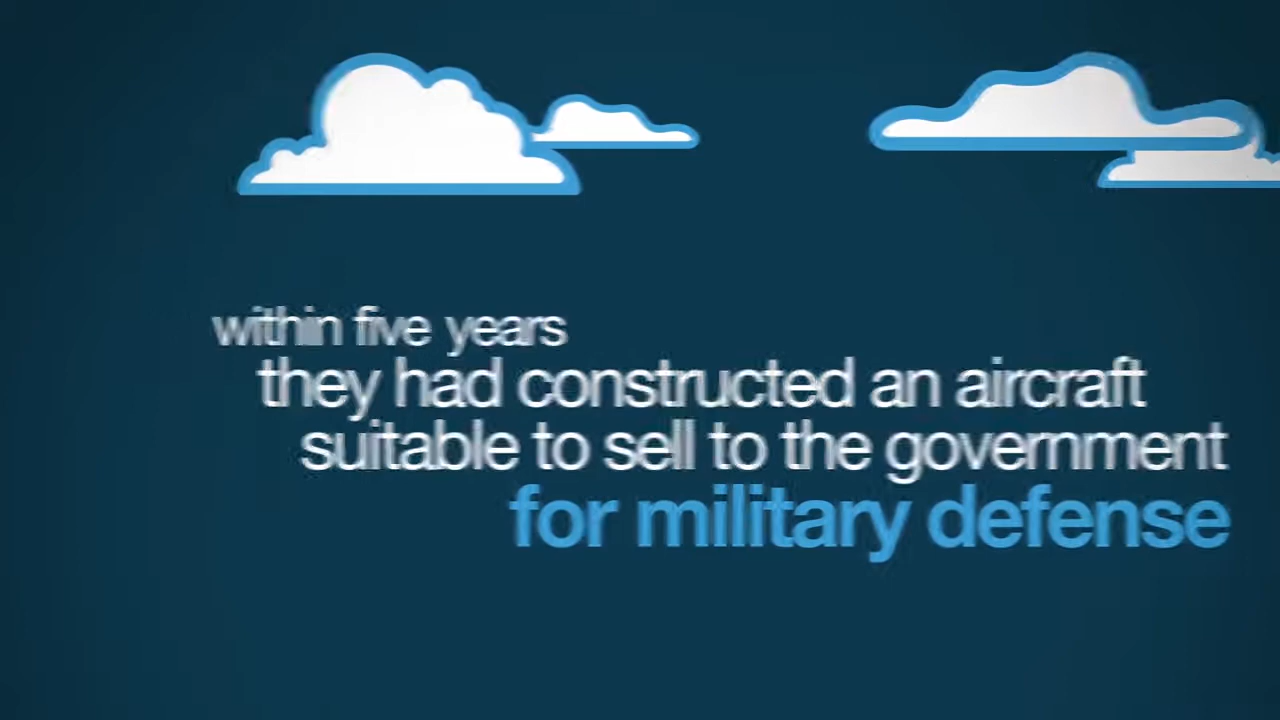 within five years
they had constructed an aircraft
suitable to sell to the government
for military defense